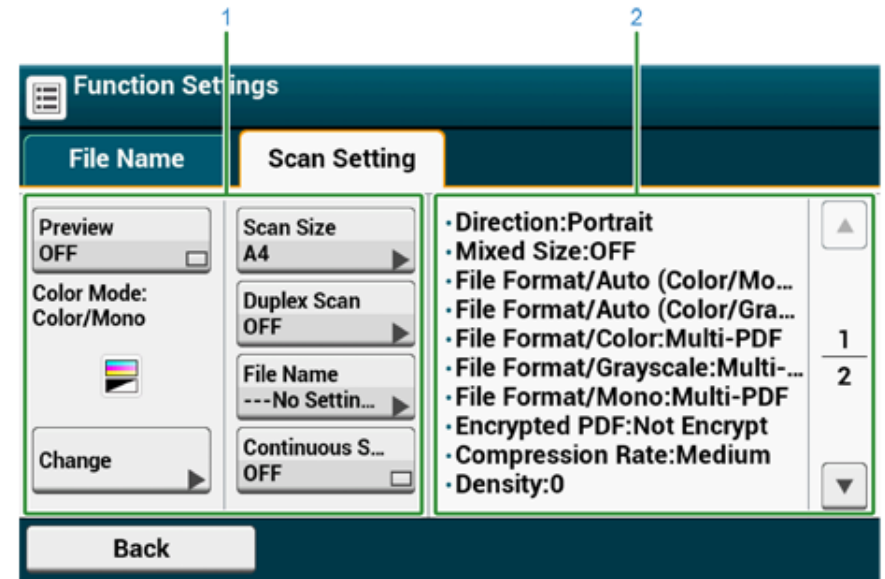 1
2
Function Settings
File Name
Scan Setting
Preview
OFF
Color Mode:
Color/Mono
Change
Scan Size
A4
Duplex Scan
OFF
File Name
---No Settin...
Continuous S...
OFF
·Direction:Portrait
·Mixed Size:OFF
·File Format/Auto (Color/Mo...
·File Format/Auto (Color/Gra...
·File Format/Color:Multi-PDF
·File Format/Grayscale:Multi-...
·File Format/Mono:Multi-PDF
·Encrypted PDF:Not Encrypt
·Compression Rate:Medium
·Density:0
1
2
Back